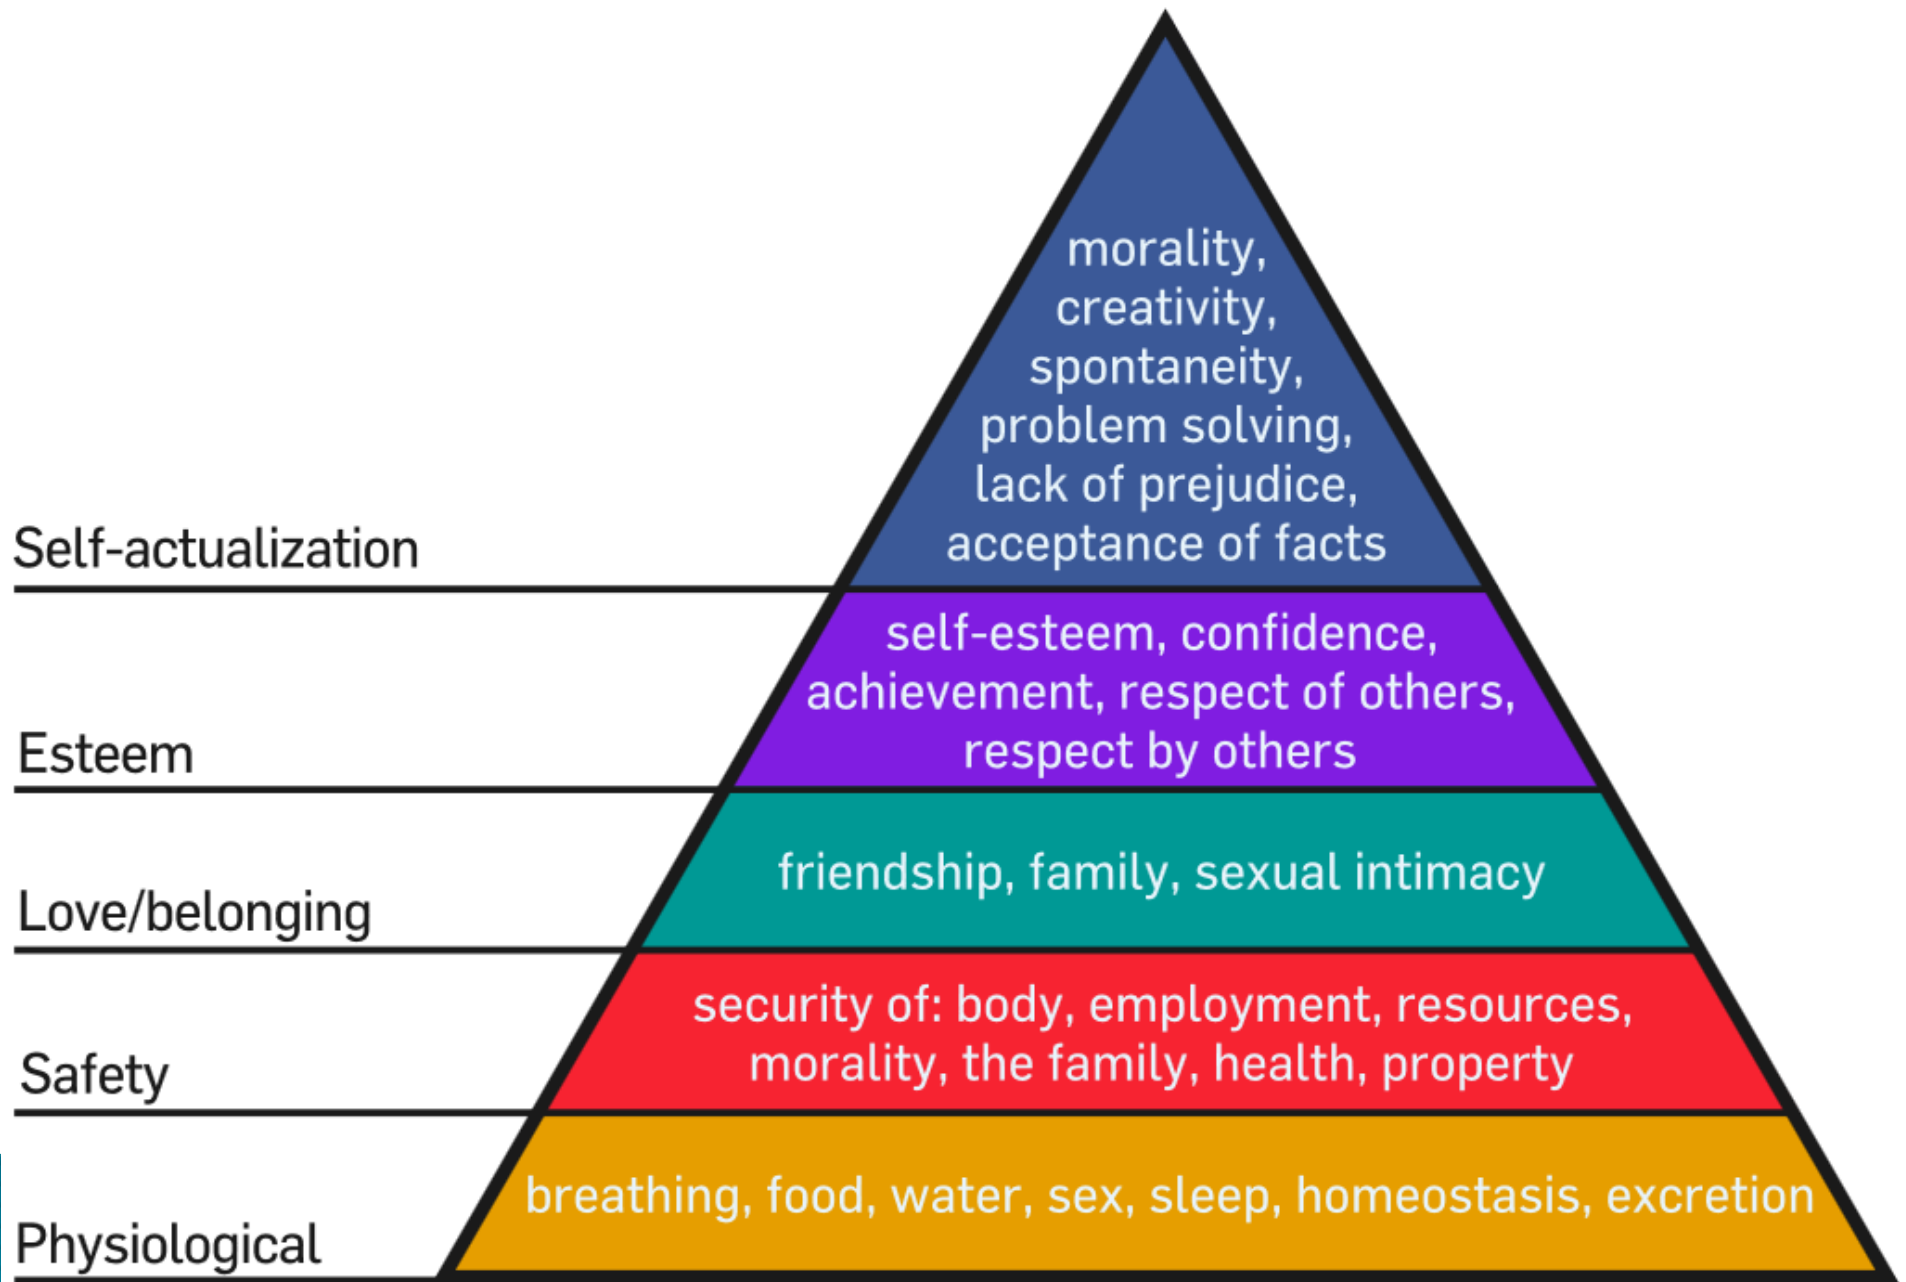 morality,
creativity,
spontaneity,
problem solving,
lack of prejudice,
acceptance of facts
Self-actualization
self-esteem, confidence,
achievement, respect of others,
respect by others
Esteem
friendship, family, sexual intimacy
Love/belonging
security of: body, employment, resources,
morality, the family, health, property
Safety
breathing, food, water, sex, sleep, homeostasis, excretion
Physiological